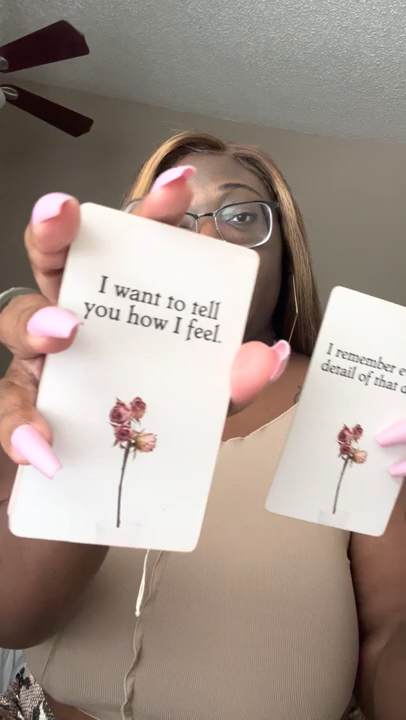 I want to tell
you how I feel.
I remember
detail of that